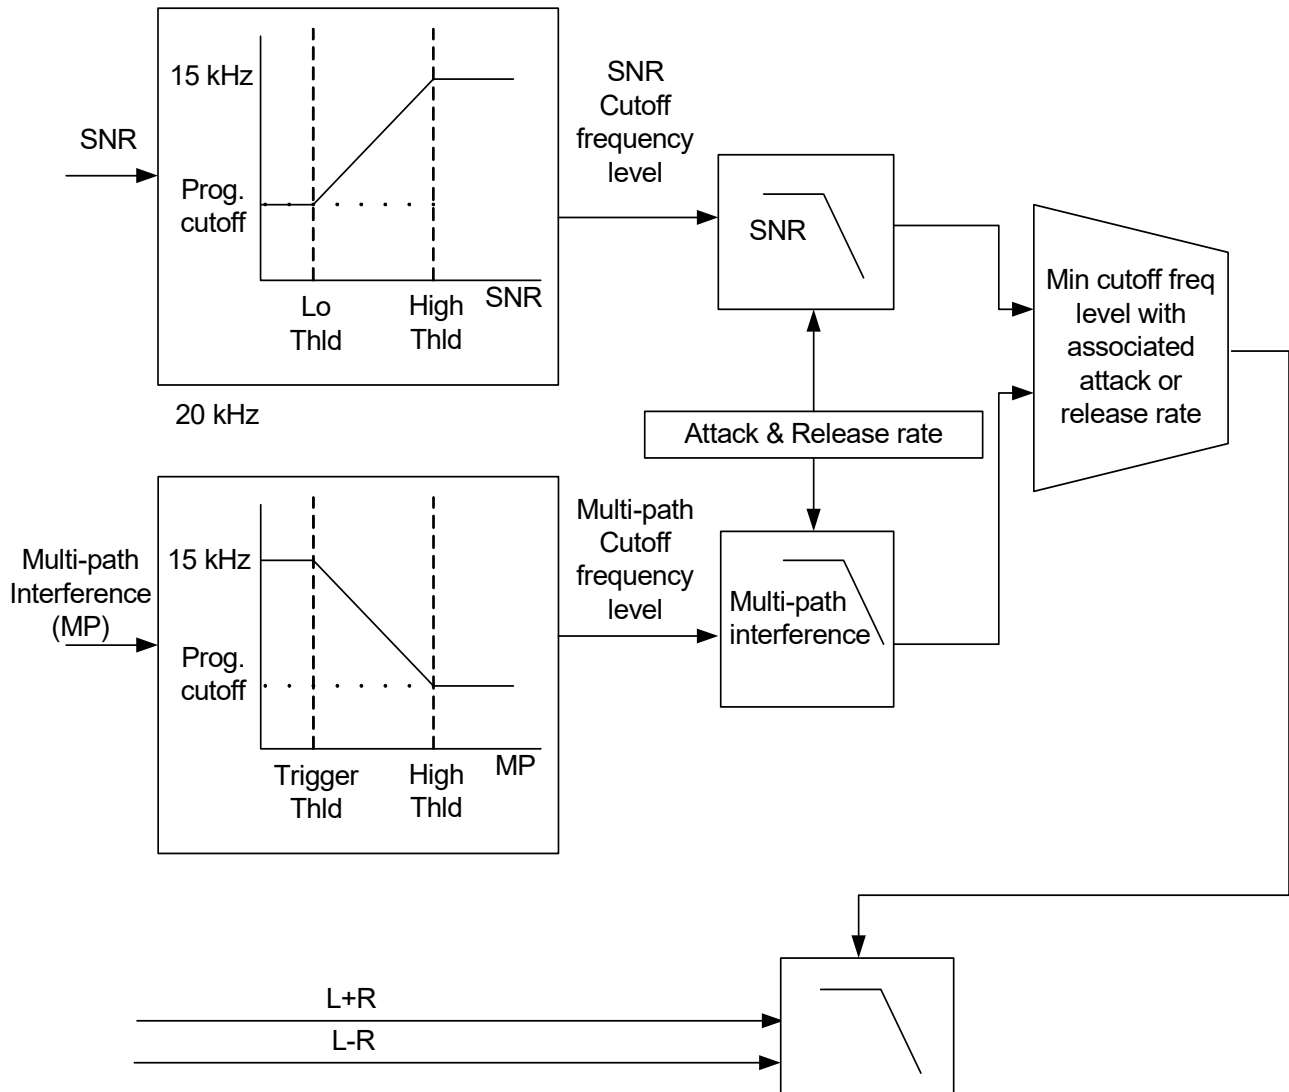 SNR
15 kHz
Prog.
cutoff
Lo
Thld
High
Thld
SNR
20 kHz
SNR
Cutoff
frequency
level
SNR
Attack & Release rate
Min cutoff freq
level with
associated
attack or
release rate
Multi-path
Interference
(MP)
15 kHz
Prog.
cutoff
Trigger
Thld
High
Thld
MP
Multi-path
Cutoff
frequency
level
Multi-path
interference
L+R
L-R